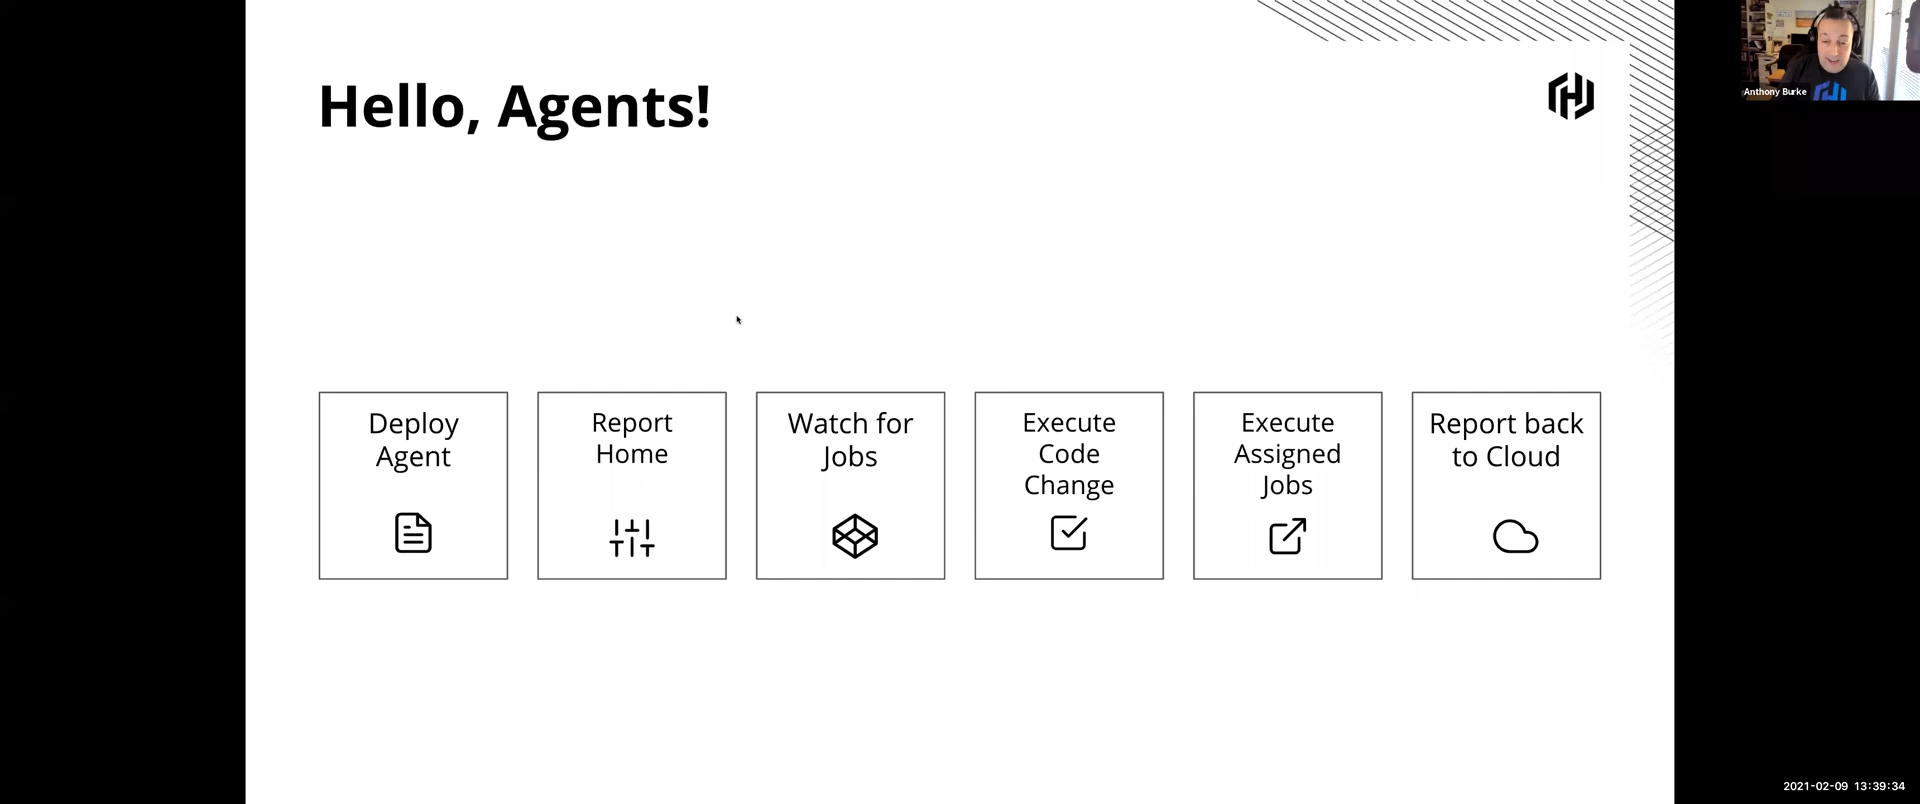 Hello, Agents!
Anthony Burke
Deploy
Agent
Report
Home
Watch for
Jobs
Execute
Code
Change
Execute
Assigned
Jobs
Report back
to Cloud
2021-02-09 13:39:34